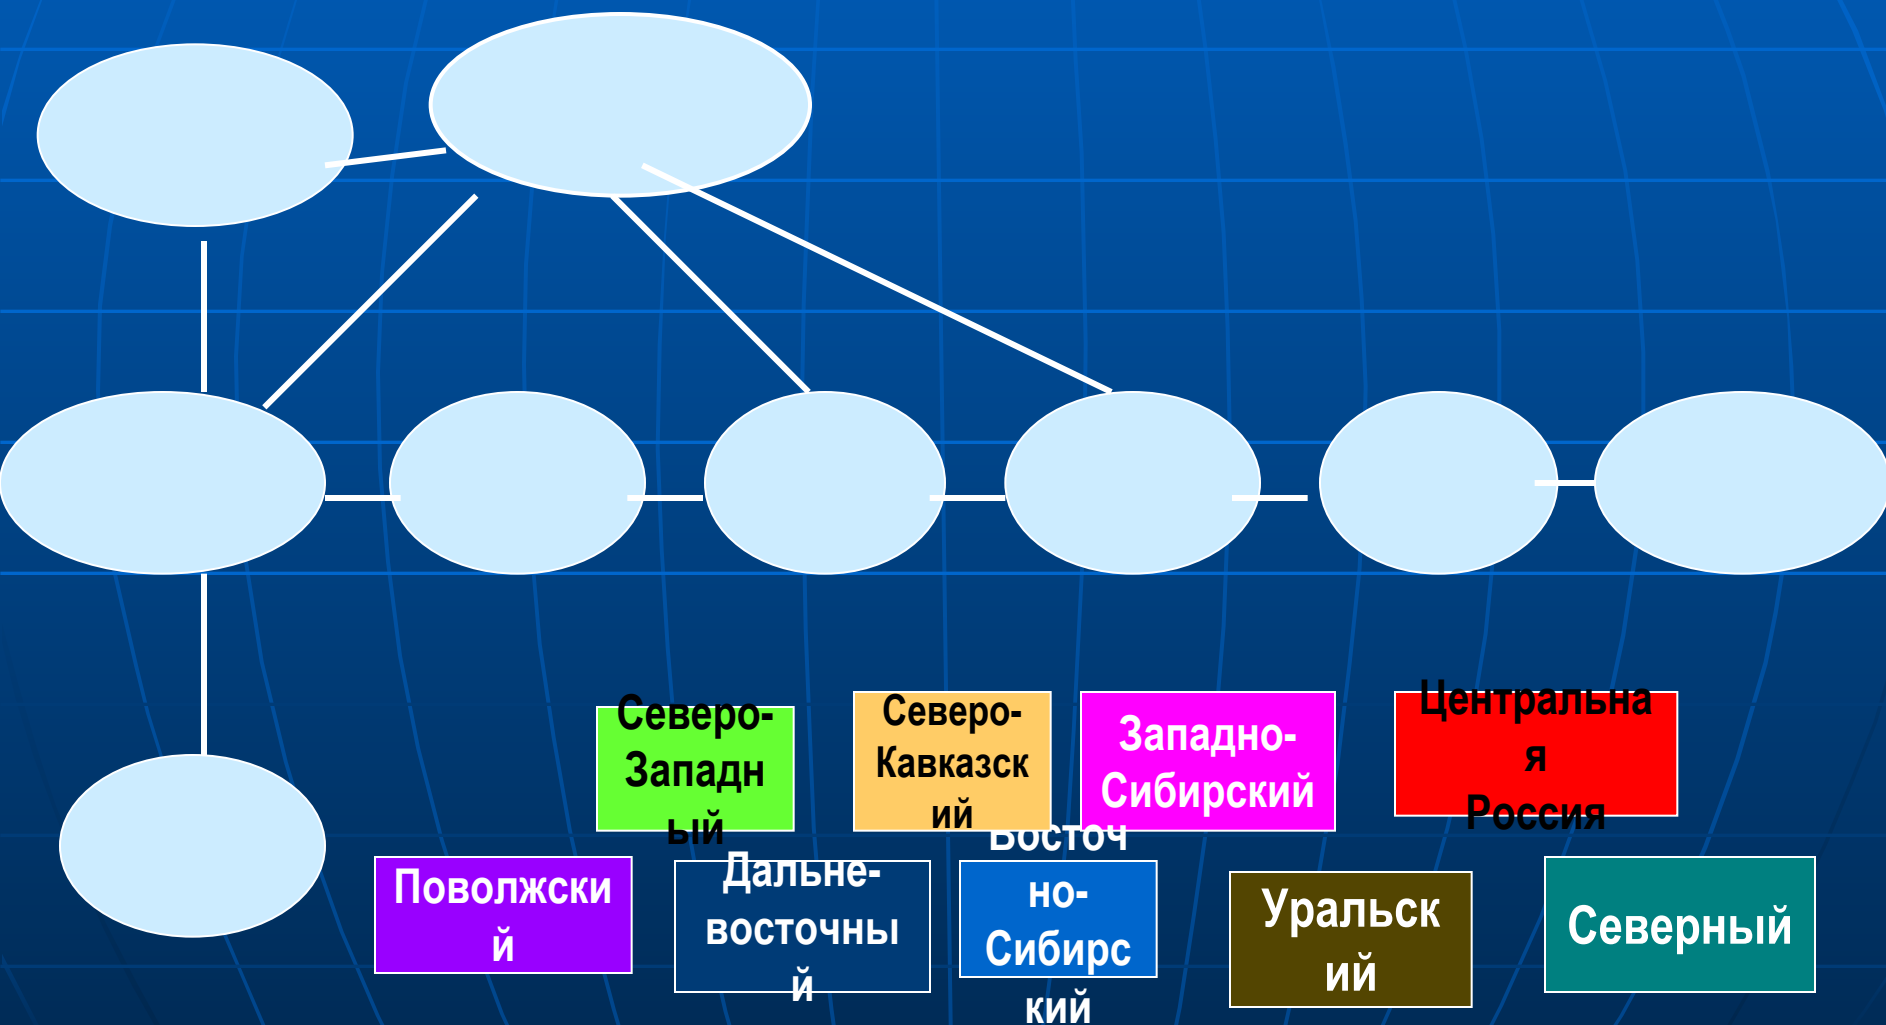 Северо-
Западн
ый
Северо-
Кавказск
ий
Западно-
Сибирский
Центральна
я
Россия
Поволжски
й
Дальне-
восточны
й
Восточ
но-
Сибирс
кий
Уральск
ий
Северный